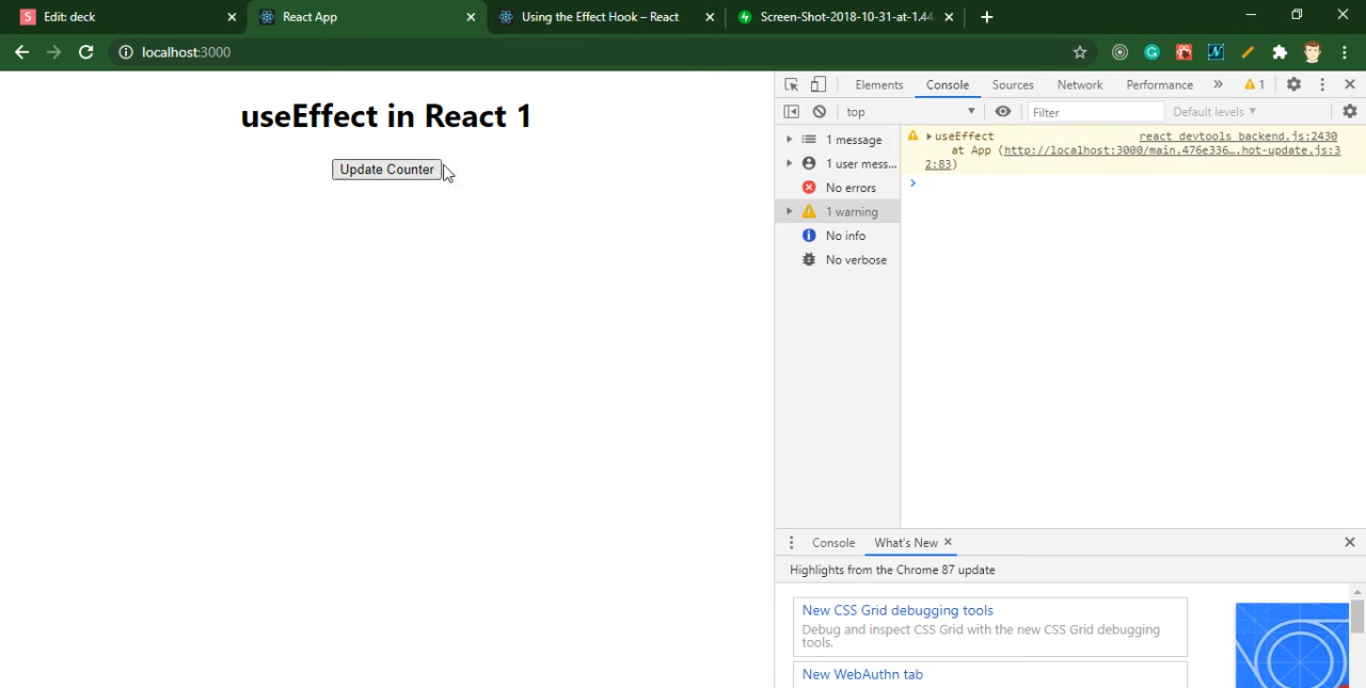 S Edit: deck
React App
Using the Effect Hook – React
Screen-Shot-2018-10-31-at-1.44
localhost:3000
useEffect in React 1
Update Counter
Elements Console Sources Network Performance » 1
top Filter Default levels
1 message
1 user mess...
No errors
1 warning
No info
No verbose
useEffect react_devtools_backend.js:2430
at App (http://localhost:3000/main.476e336….hot-update.js:3
2:83)
Console What's New
Highlights from the Chrome 87 update
New CSS Grid debugging tools
Debug and inspect CSS Grid with the new CSS Grid debugging
tools.
New WebAuthn tab